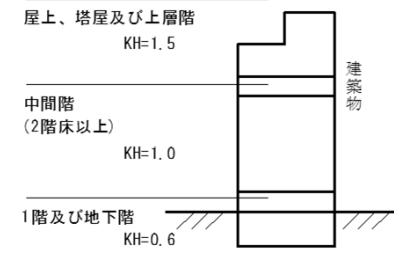 屋上、塔屋及び上層階
KH=1.5
建築物
中間階
(2階床以上)
KH=1.0
1階及び地下階
KH=0.6